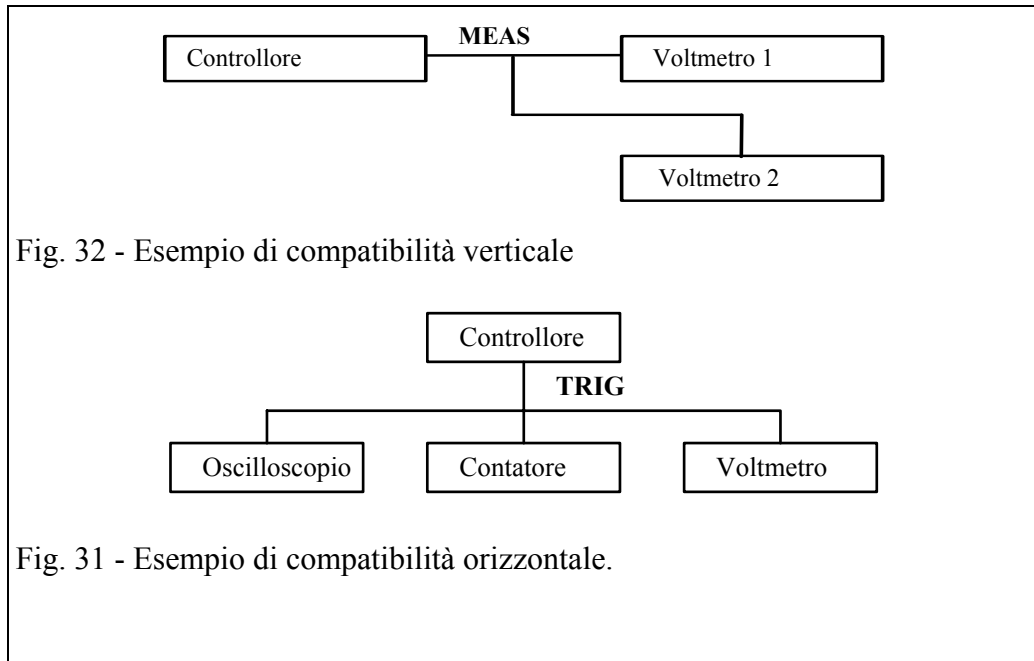 MEAS
Controllore Voltmetro 1
Voltmetro 2
Fig. 32 - Esempio di compatibilità verticale
Controllore
TRIG
Oscilloscopio Contatore Voltmetro
Fig. 31 - Esempio di compatibilità orizzontale.